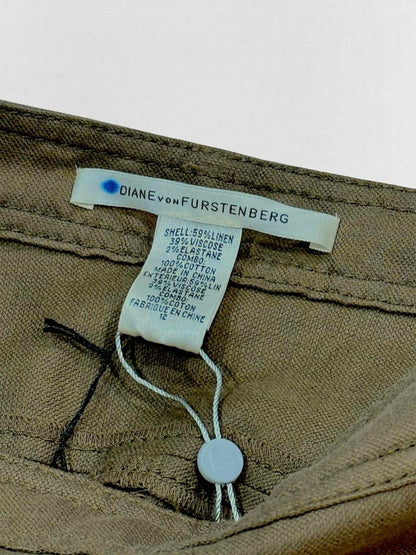 DIANE VON FURSTENBERG
SHELL: 59% LINEN
39% VISCOSE
2% ELASTANE
COMBO:
100% COTTON
MADE IN CHINA
EXTERIEUR:59% LIN
39% VISCOSE
2% ELASTANE
COMBO:
100% COTTON
FABRIQUE EN CHINE
12